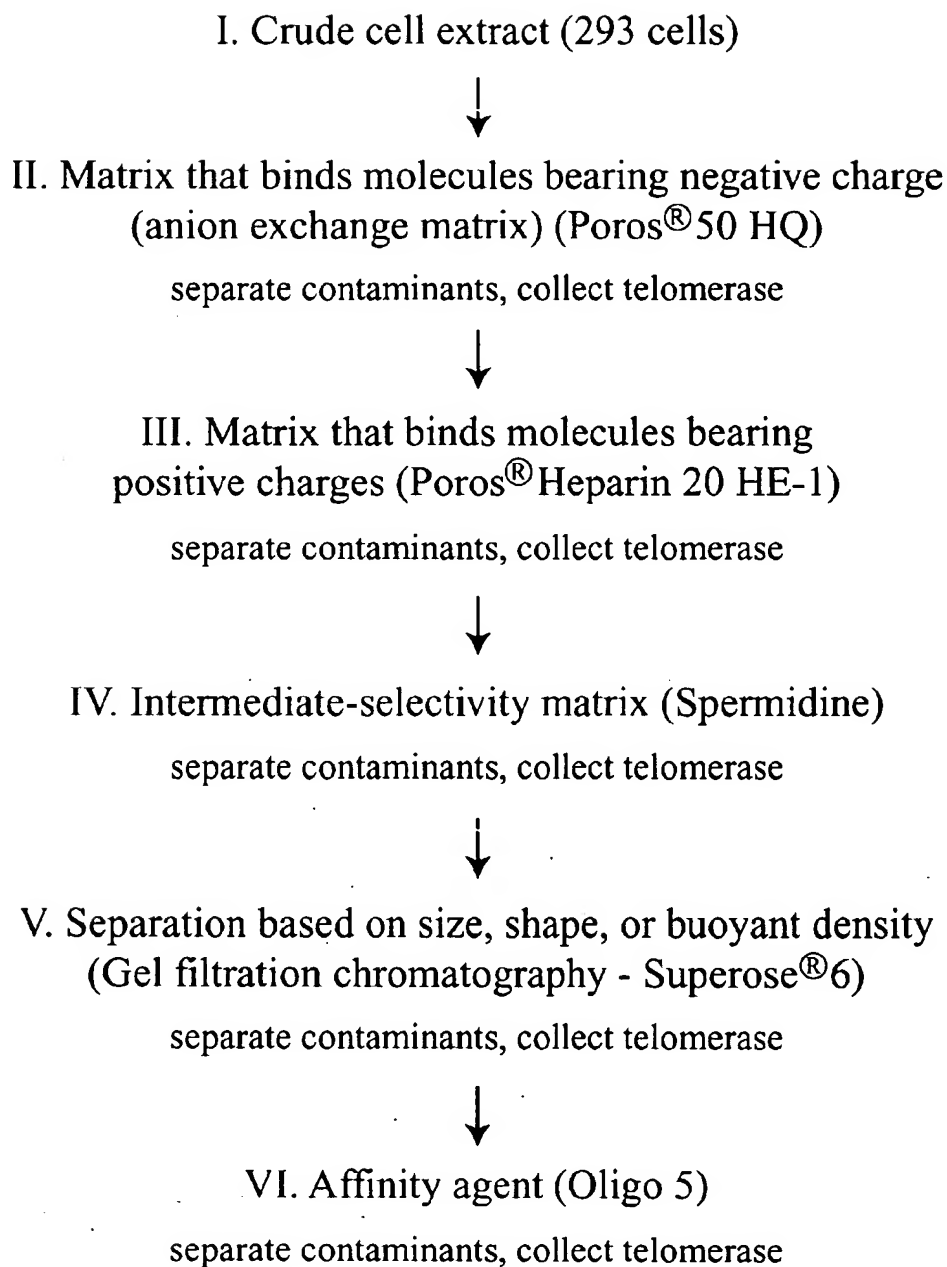 I. Crude cell extract (293 cells)
II. Matrix that binds molecules bearing negative charge
(anion exchange matrix) (Poros®50 HQ)
separate contaminants, collect telomerase
III. Matrix that binds molecules bearing
positive charges (Poros®Heparin 20 HE-1)
separate contaminants, collect telomerase
IV. Intermediate-selectivity matrix (Spermidine)
separate contaminants, collect telomerase
V. Separation based on size, shape, or buoyant density
(Gel filtration chromatography - Superose®6)
separate contaminants, collect telomerase
VI. Affinity agent (Oligo 5)
separate contaminants, collect telomerase